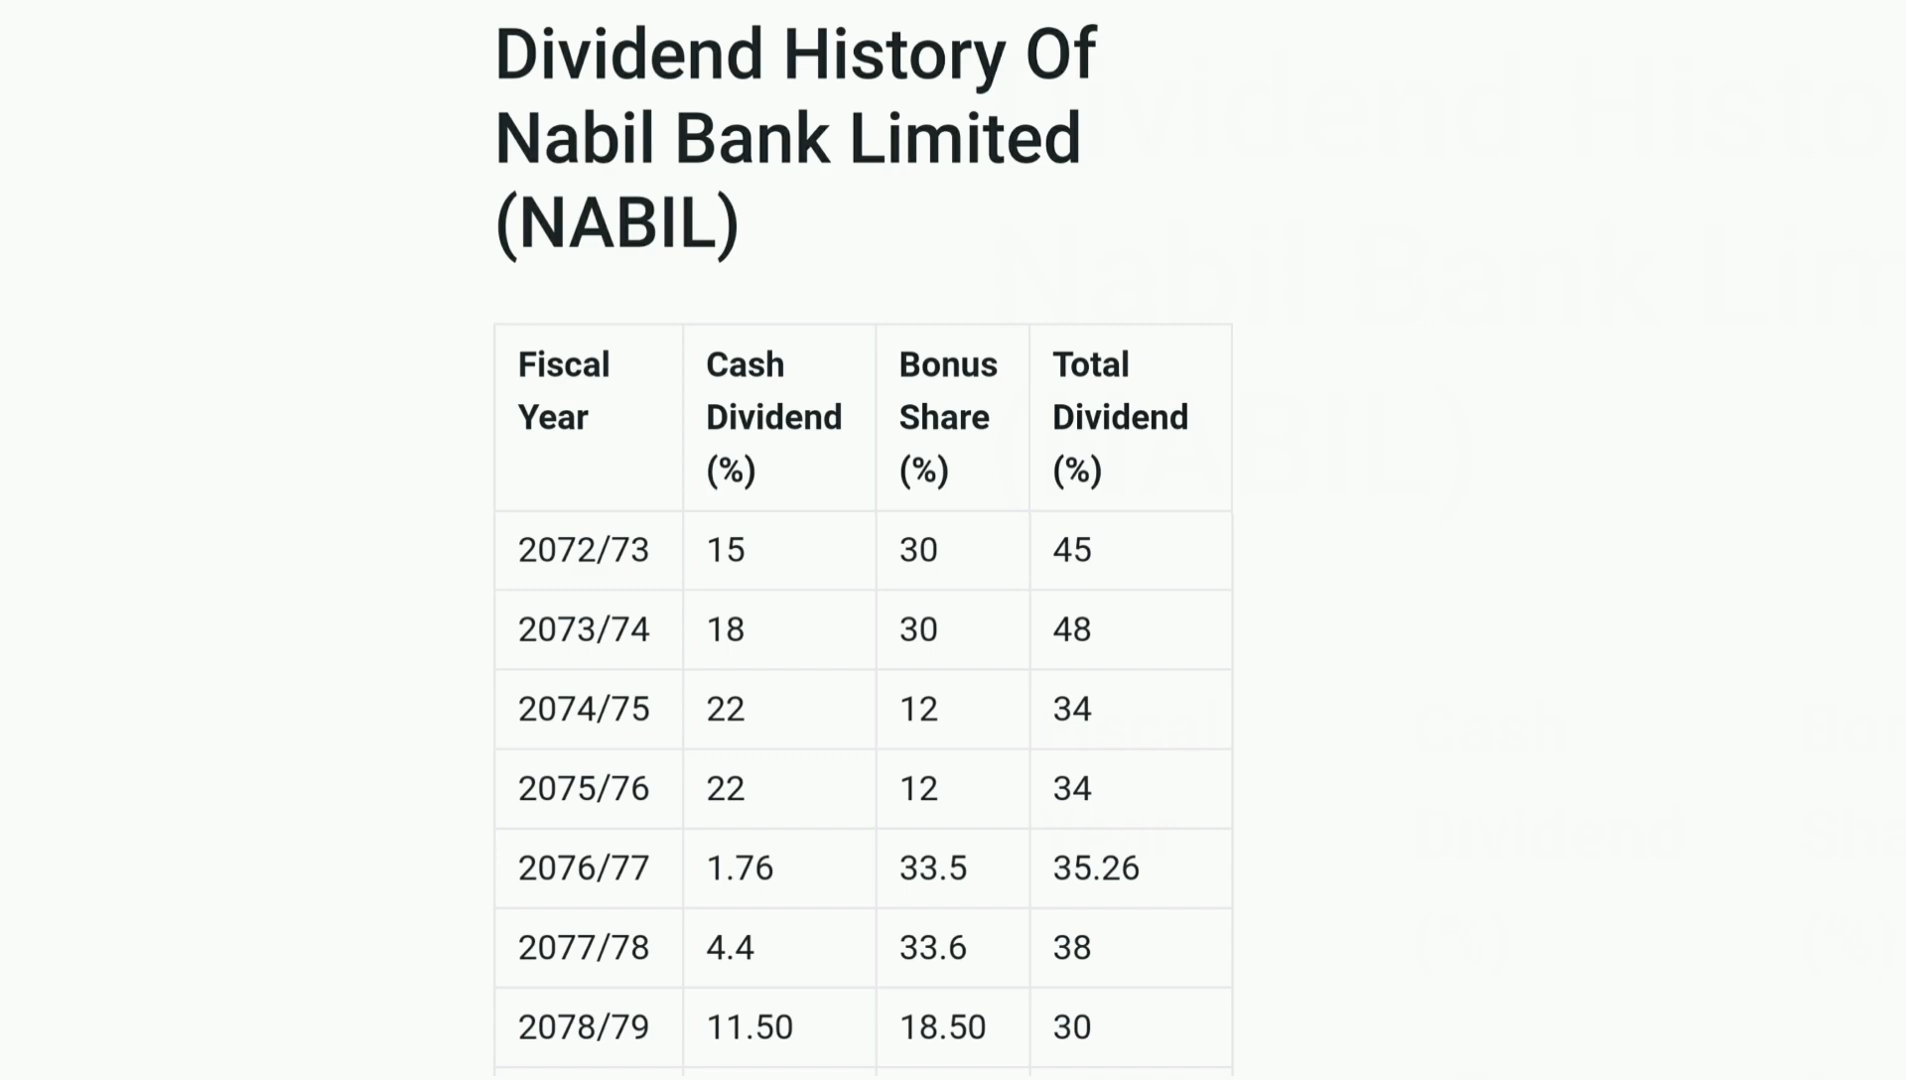 Dividend History Of
Nabil Bank Limited
(NABIL)
Fiscal Year Cash Dividend (%) Bonus Share (%) Total Dividend (%)
2072/73 15 30 45
2073/74 18 30 48
2074/75 22 12 34
2075/76 22 12 34
2076/77 1.76 33.5 35.26
2077/78 4.4 33.6 38
2078/79 11.50 18.50 30